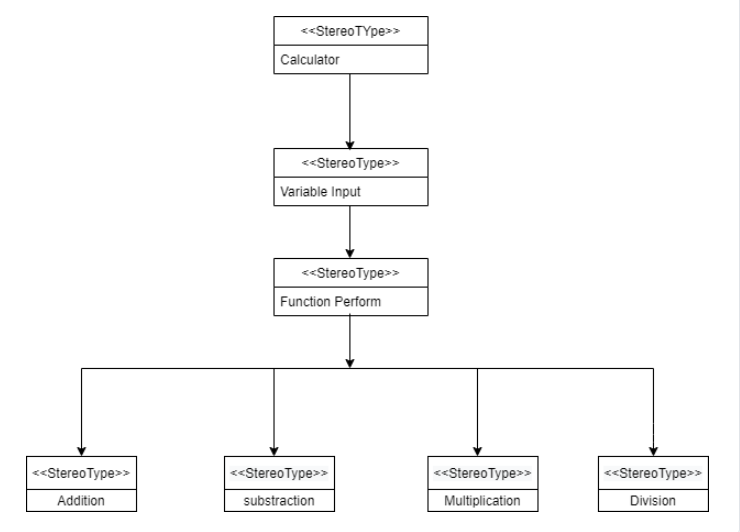 <<StereoTYpe>>
Calculator
<<StereoType>>
Variable Input
<<StereoType>>
Function Perform
<<StereoType>>
Addition
<<StereoType>>
substraction
<<StereoType>>
Multiplication
<<StereoType>>
Division